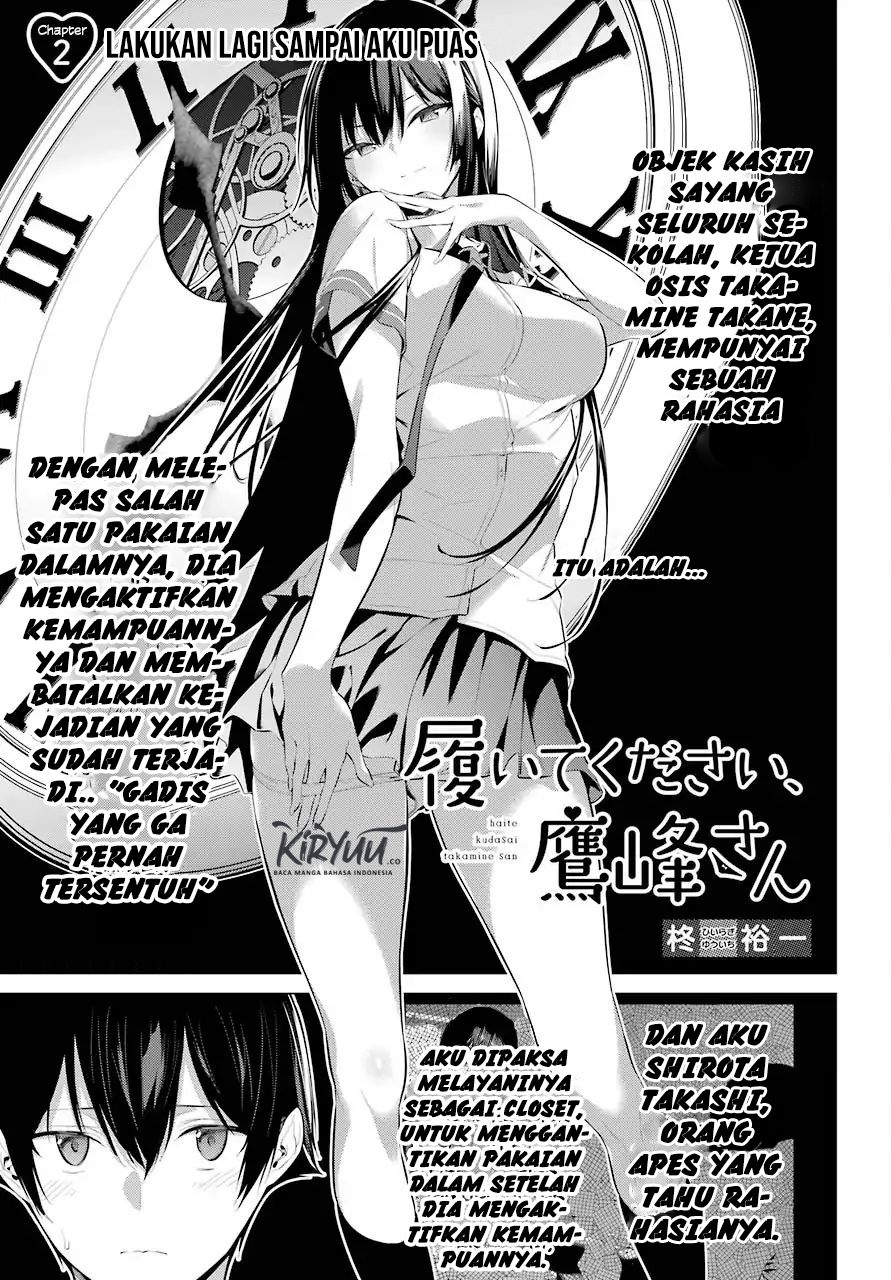 Chapter
2
LAKUKAN LAGI SAMPAI AKU PUAS
OBJEK KASIH
SAYANG
SELURUH SE-
KOLAH, KETUA
OSIS TAKA-
MINE TAKANE,
MEMPUNYAI
SEBUAH
RAHASIA
ITU ADALAH...
DENGAN MELE-
PAS SALAH
SATU PAKAIAN
DALAMNYA, DIA
MENGAKTIFKAN
KEMAMPUANN-
YA DAN MEM-
BATALKAN KE-
JADIAN YANG
SUDAH TERJA-
DI.. "GADIS
YANG GA
PERNAH
TERSENTUH"
履いてください、
鷹峰さん
haite
kudasai
takamine san
KIRYUU.CO
BACA MANGA BAHASA INDONESIA
柊裕一
ひいらぎ
ゆういち
DAN AKU
SHIROTA
TAKASHI,
ORANG
APES YANG
TAHU RA-
HASIANYA.
AKU DIPAKSA
MELAYANINYA
SEBAGAI CLOSET,
UNTUK MENGGAN-
TIKAN PAKAIAN
DALAM SETELAH
DIA MENGAK-
TIFKAN KEMAM-
PUANNYA.
III
II
IX